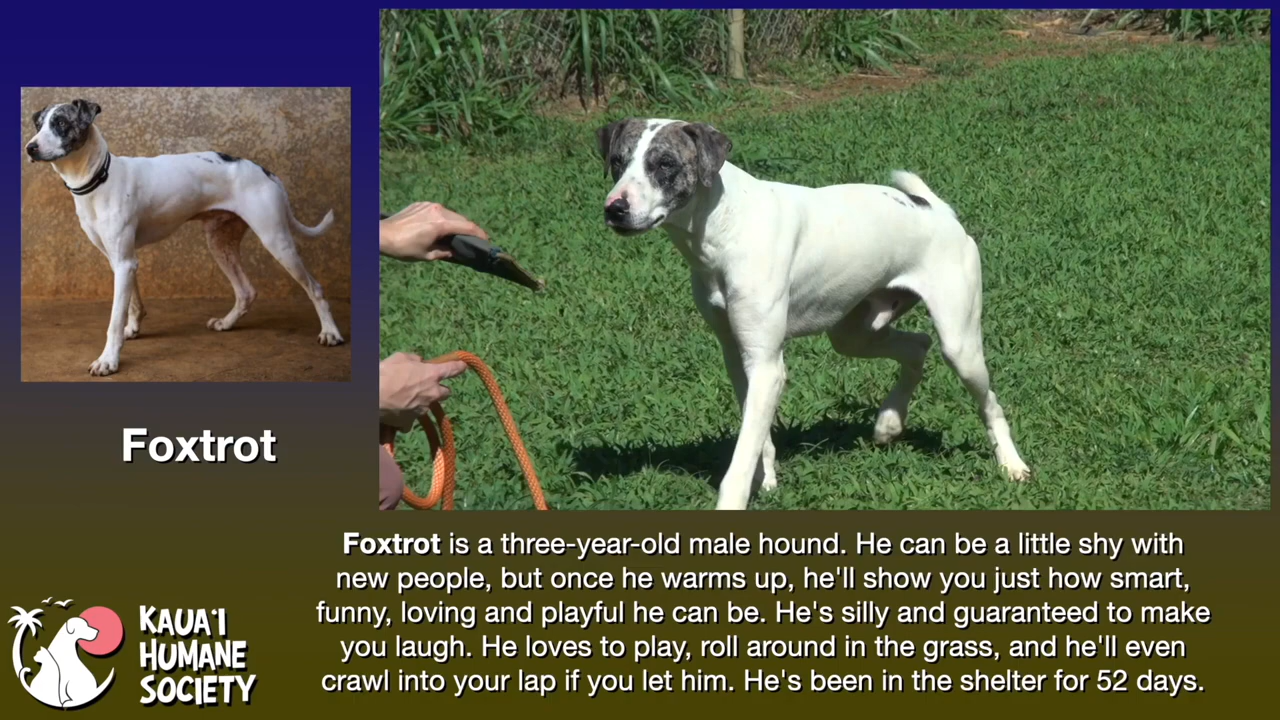 Foxtrot
Foxtrot is a three-year-old male hound. He can be a little shy with
new people, but once he warms up, he'll show you just how smart,
funny, loving and playful he can be. He's silly and guaranteed to make
you laugh. He loves to play, roll around in the grass, and he'll even
crawl into your lap if you let him. He's been in the shelter for 52 days.
KAUAʻI
HUMANE
SOCIETY